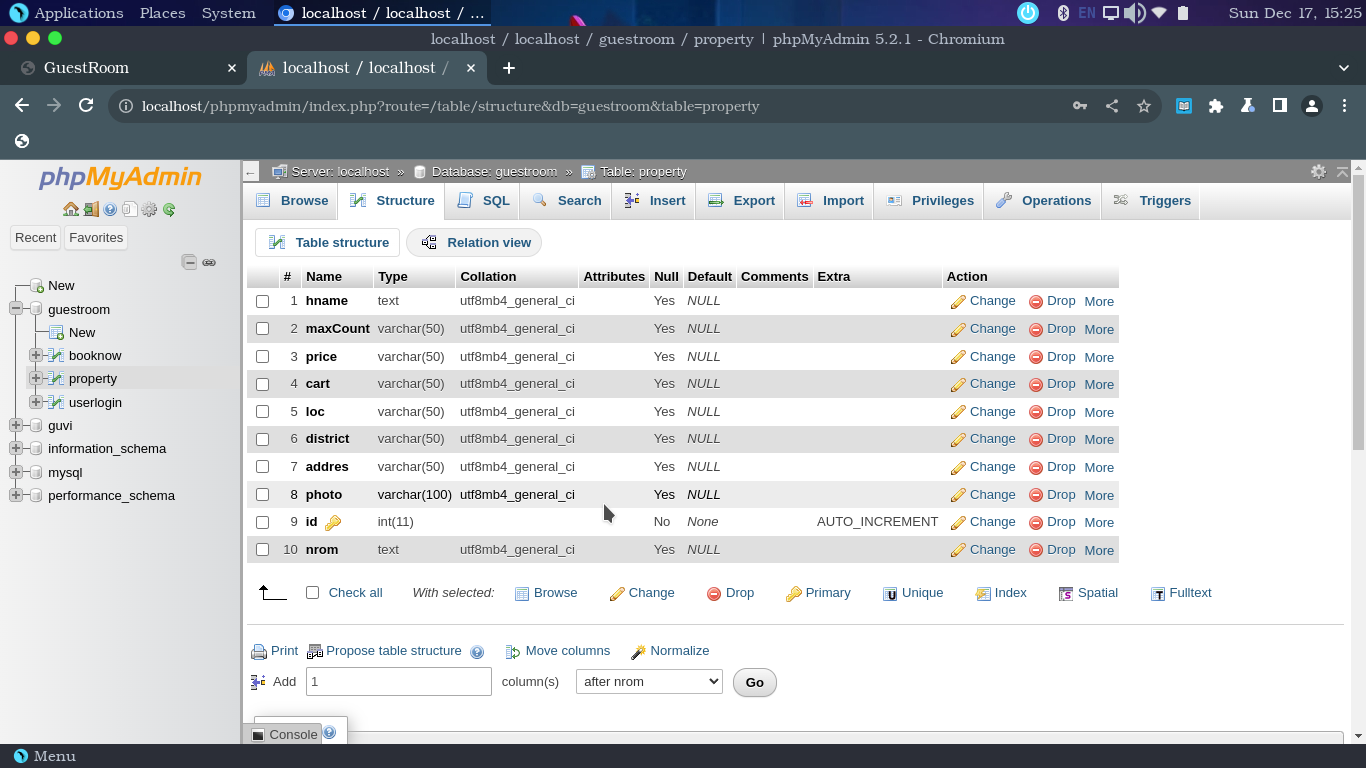 Applications Places System localhost / localhost / ... EN Sun Dec 17, 15:25
localhost / localhost / guestroom / property | phpMyAdmin 5.2.1 - Chromium
GuestRoom localhost / localhost /
localhost/phpmyadmin/index.php?route=/table/structure&db=guestroom&table=property
phpMyAdmin
Recent Favorites
New
guestroom
New
booknow
property
userlogin
guvi
information_schema
mysql
performance_schema
Server: localhost » Database: guestroom » Table: property
Browse Structure SQL Search Insert Export Import Privileges Operations Triggers
Table structure Relation view
# Name Type Collation Attributes Null Default Comments Extra Action
1 hname text utf8mb4_general_ci Yes NULL Change Drop More
2 maxCount varchar(50) utf8mb4_general_ci Yes NULL Change Drop More
3 price varchar(50) utf8mb4_general_ci Yes NULL Change Drop More
4 cart varchar(50) utf8mb4_general_ci Yes NULL Change Drop More
5 loc varchar(50) utf8mb4_general_ci Yes NULL Change Drop More
6 district varchar(50) utf8mb4_general_ci Yes NULL Change Drop More
7 addres varchar(50) utf8mb4_general_ci Yes NULL Change Drop More
8 photo varchar(100) utf8mb4_general_ci Yes NULL Change Drop More
9 id int(11) No None AUTO_INCREMENT Change Drop More
10 nrom text utf8mb4_general_ci Yes NULL Change Drop More
Check all With selected: Browse Change Drop Primary Unique Index Spatial Fulltext
Print Propose table structure Move columns Normalize
Add 1 column(s) after nrom Go
Console
Menu